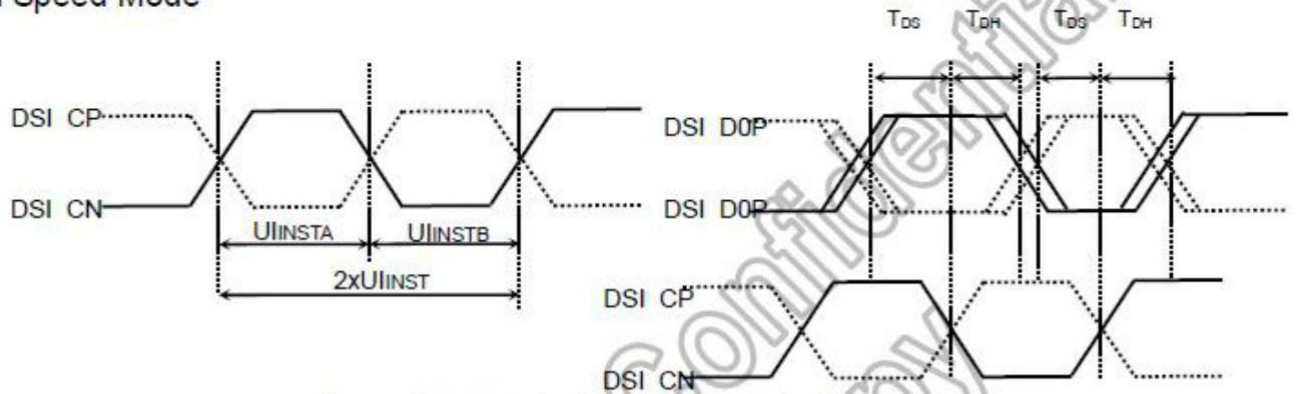 Speed Mode
TDS TDH TDS TDH
DSI CP
DSI CN
UIINSTA UIINSTB
2xUIINST
DSI D0P
DSI D0P
DSI CP
DSI CN
Confidential